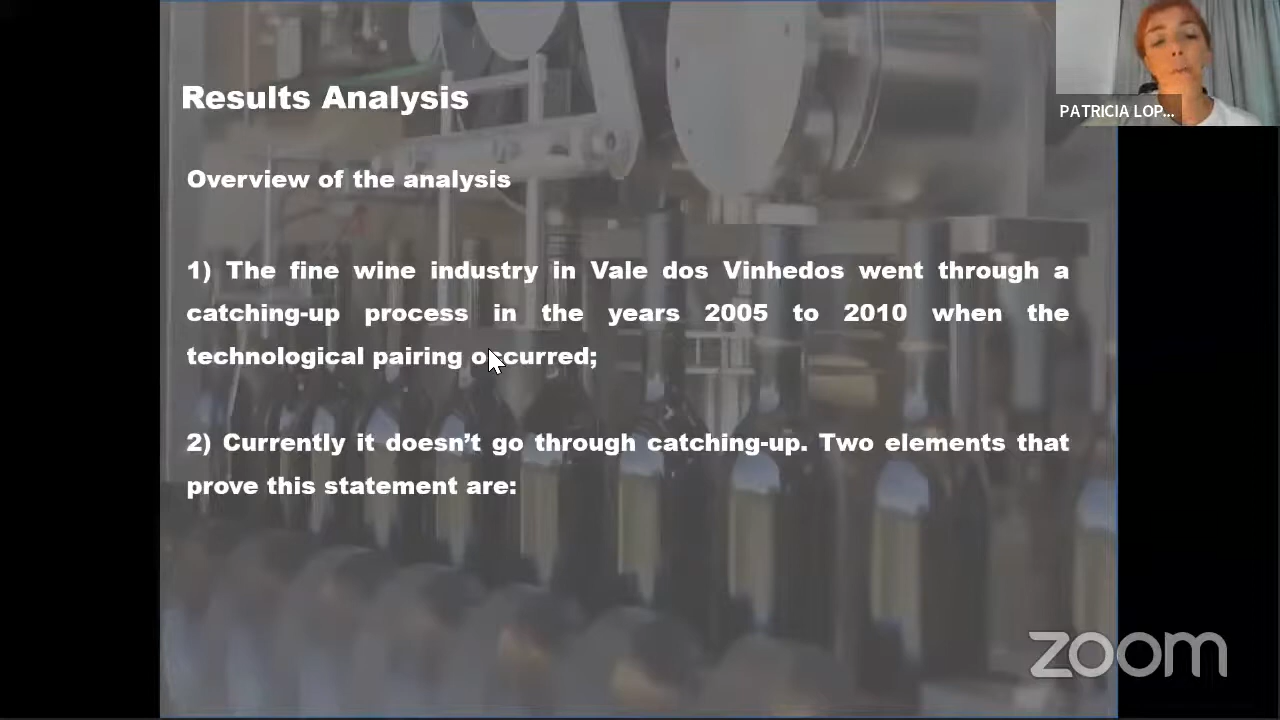 Results Analysis
PATRICIA LOP...
Overview of the analysis
1) The fine wine industry in Vale dos Vinhedos went through a
catching-up process in the years 2005 to 2010 when the
technological pairing occurred;
2) Currently it doesn’t go through catching-up. Two elements that
prove this statement are:
zoom